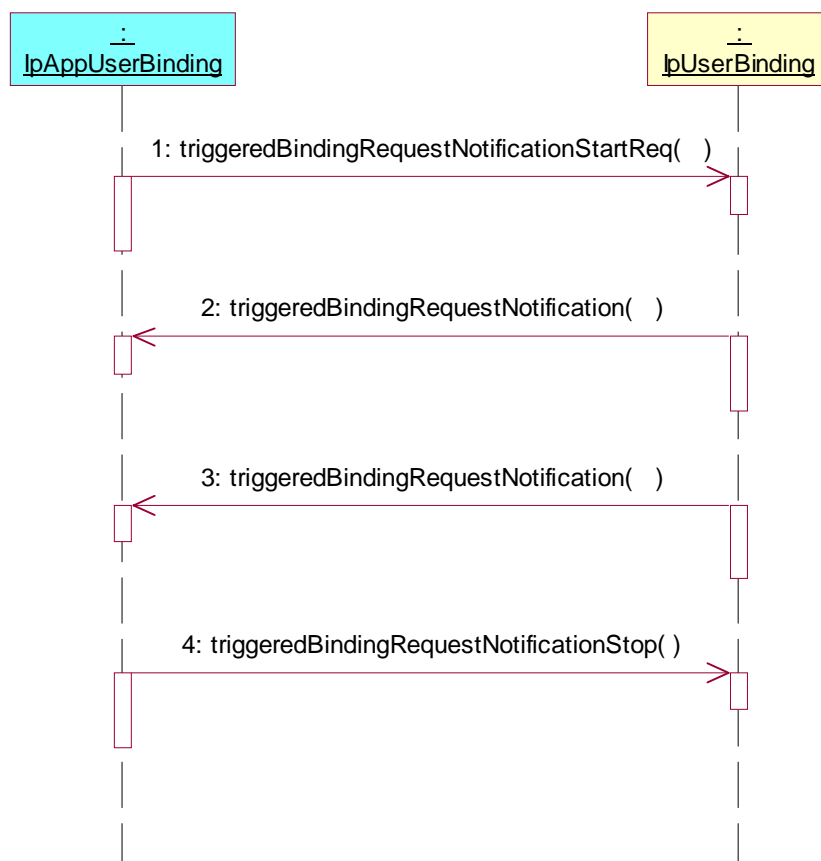 :
IpAppUserBinding
:
IpUserBinding
1: triggeredBindingRequestNotificationStartReq(   )
2: triggeredBindingRequestNotification(   )
3: triggeredBindingRequestNotification(   )
4: triggeredBindingRequestNotificationStop( )